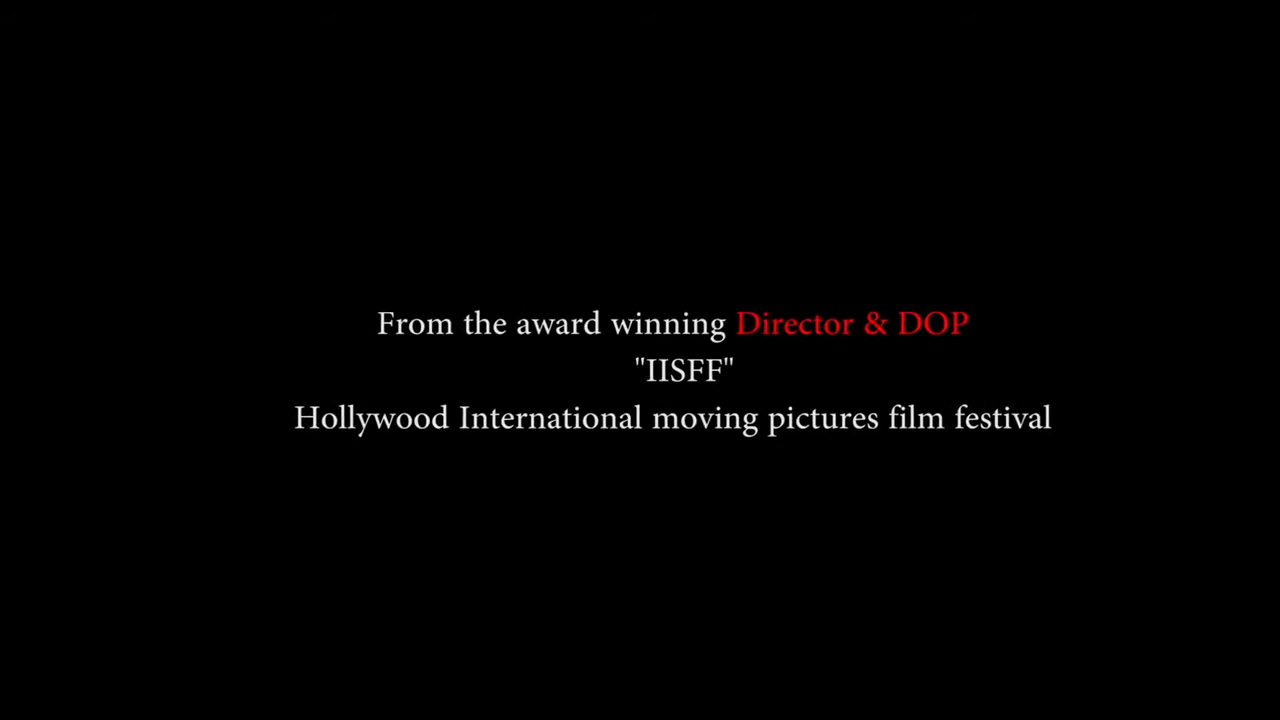 From the award winning Director & DOP
"IISFF"
Hollywood International moving pictures film festival